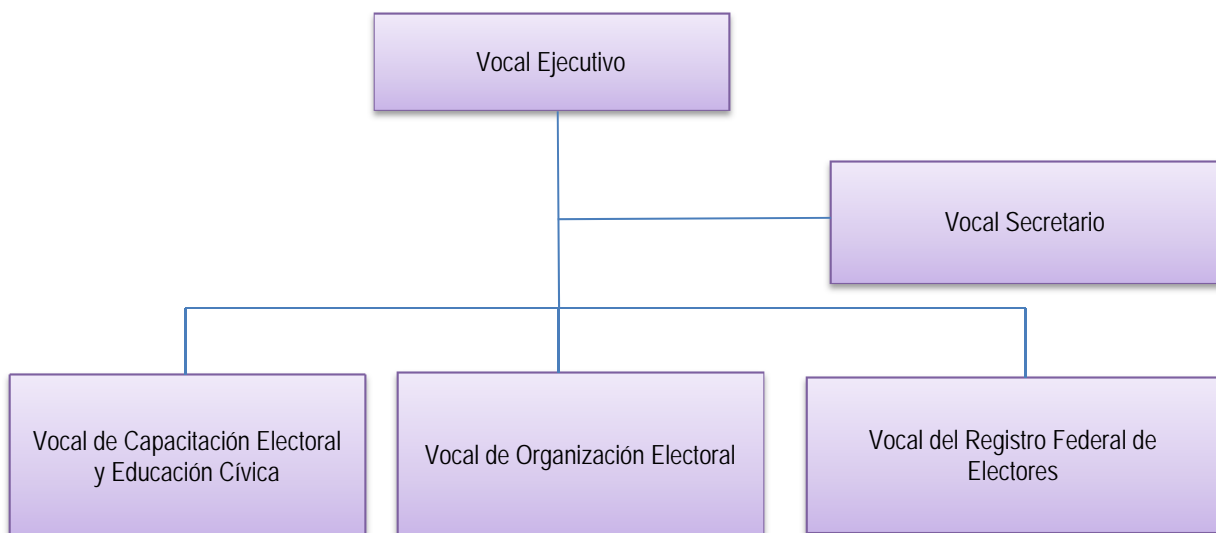 Vocal Ejecutivo
Vocal Secretario
Vocal de Capacitación Electoral
y Educación Cívica
Vocal de Organización Electoral
Vocal del Registro Federal de
Electores